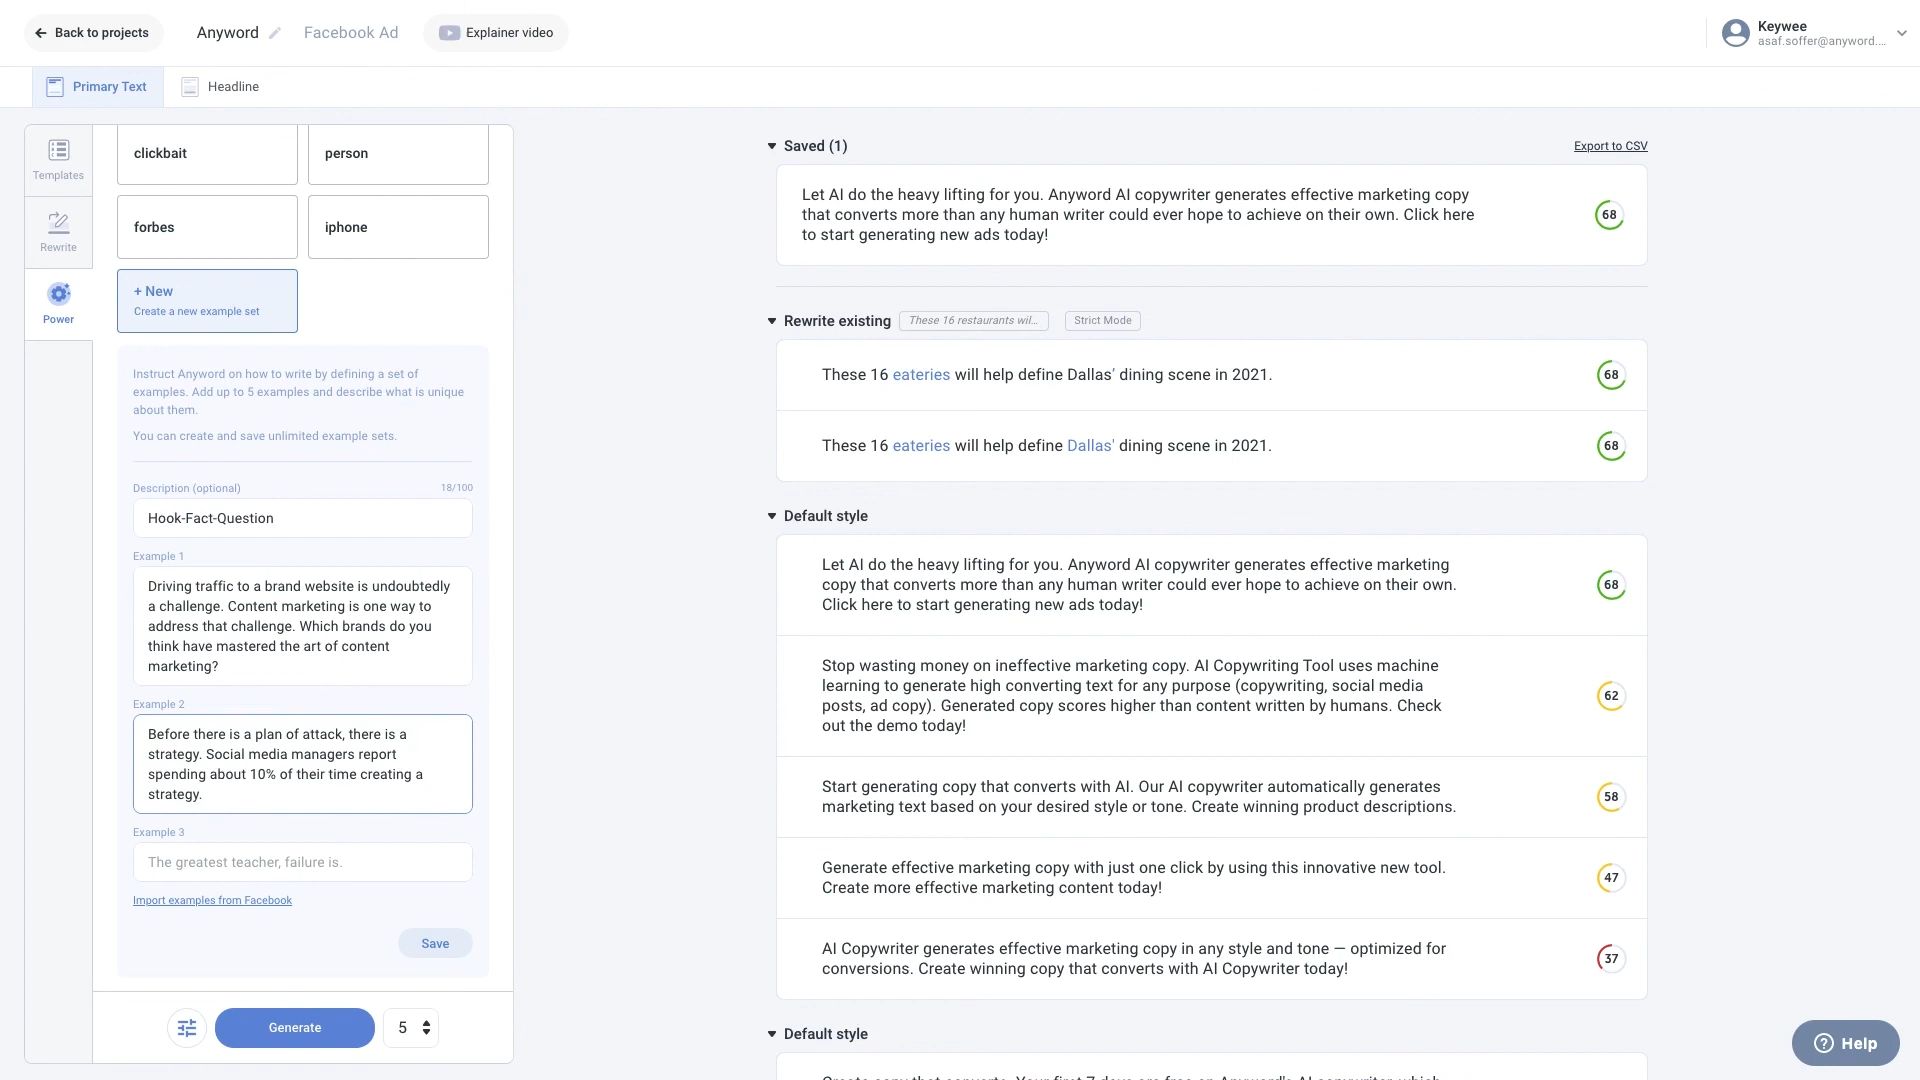 Back to projects
Anyword
Facebook Ad
Explainer video
Keywee
asaf.soffer@anyword....
Primary Text
Headline
Templates
Rewrite
Power
clickbait
person
forbes
iphone
+ New
Create a new example set
Instruct Anyword on how to write by defining a set of
examples. Add up to 5 examples and describe what is unique
about them.
You can create and save unlimited example sets.
Description (optional)
18/100
Hook-Fact-Question
Example 1
Driving traffic to a brand website is undoubtedly
a challenge. Content marketing is one way to
address that challenge. Which brands do you
think have mastered the art of content
marketing?
Example 2
Before there is a plan of attack, there is a
strategy. Social media managers report
spending about 10% of their time creating a
strategy.
Example 3
The greatest teacher, failure is.
Import examples from Facebook
Save
Generate
5
Saved (1)
Export to CSV
Let AI do the heavy lifting for you. Anyword AI copywriter generates effective marketing copy
that converts more than any human writer could ever hope to achieve on their own. Click here
to start generating new ads today!
68
Rewrite existing
These 16 restaurants wil...
Strict Mode
These 16 eateries will help define Dallas’ dining scene in 2021.
68
These 16 eateries will help define Dallas' dining scene in 2021.
68
Default style
Let AI do the heavy lifting for you. Anyword AI copywriter generates effective marketing
copy that converts more than any human writer could ever hope to achieve on their own.
Click here to start generating new ads today!
68
Stop wasting money on ineffective marketing copy. AI Copywriting Tool uses machine
learning to generate high converting text for any purpose (copywriting, social media
posts, ad copy). Generated copy scores higher than content written by humans. Check
out the demo today!
62
Start generating copy that converts with AI. Our AI copywriter automatically generates
marketing text based on your desired style or tone. Create winning product descriptions.
58
Generate effective marketing copy with just one click by using this innovative new tool.
Create more effective marketing content today!
47
AI Copywriter generates effective marketing copy in any style and tone — optimized for
conversions. Create winning copy that converts with AI Copywriter today!
37
Default style
Create copy that converts. Your first 7 days are free on Anyword's AI copywriter, which
Help